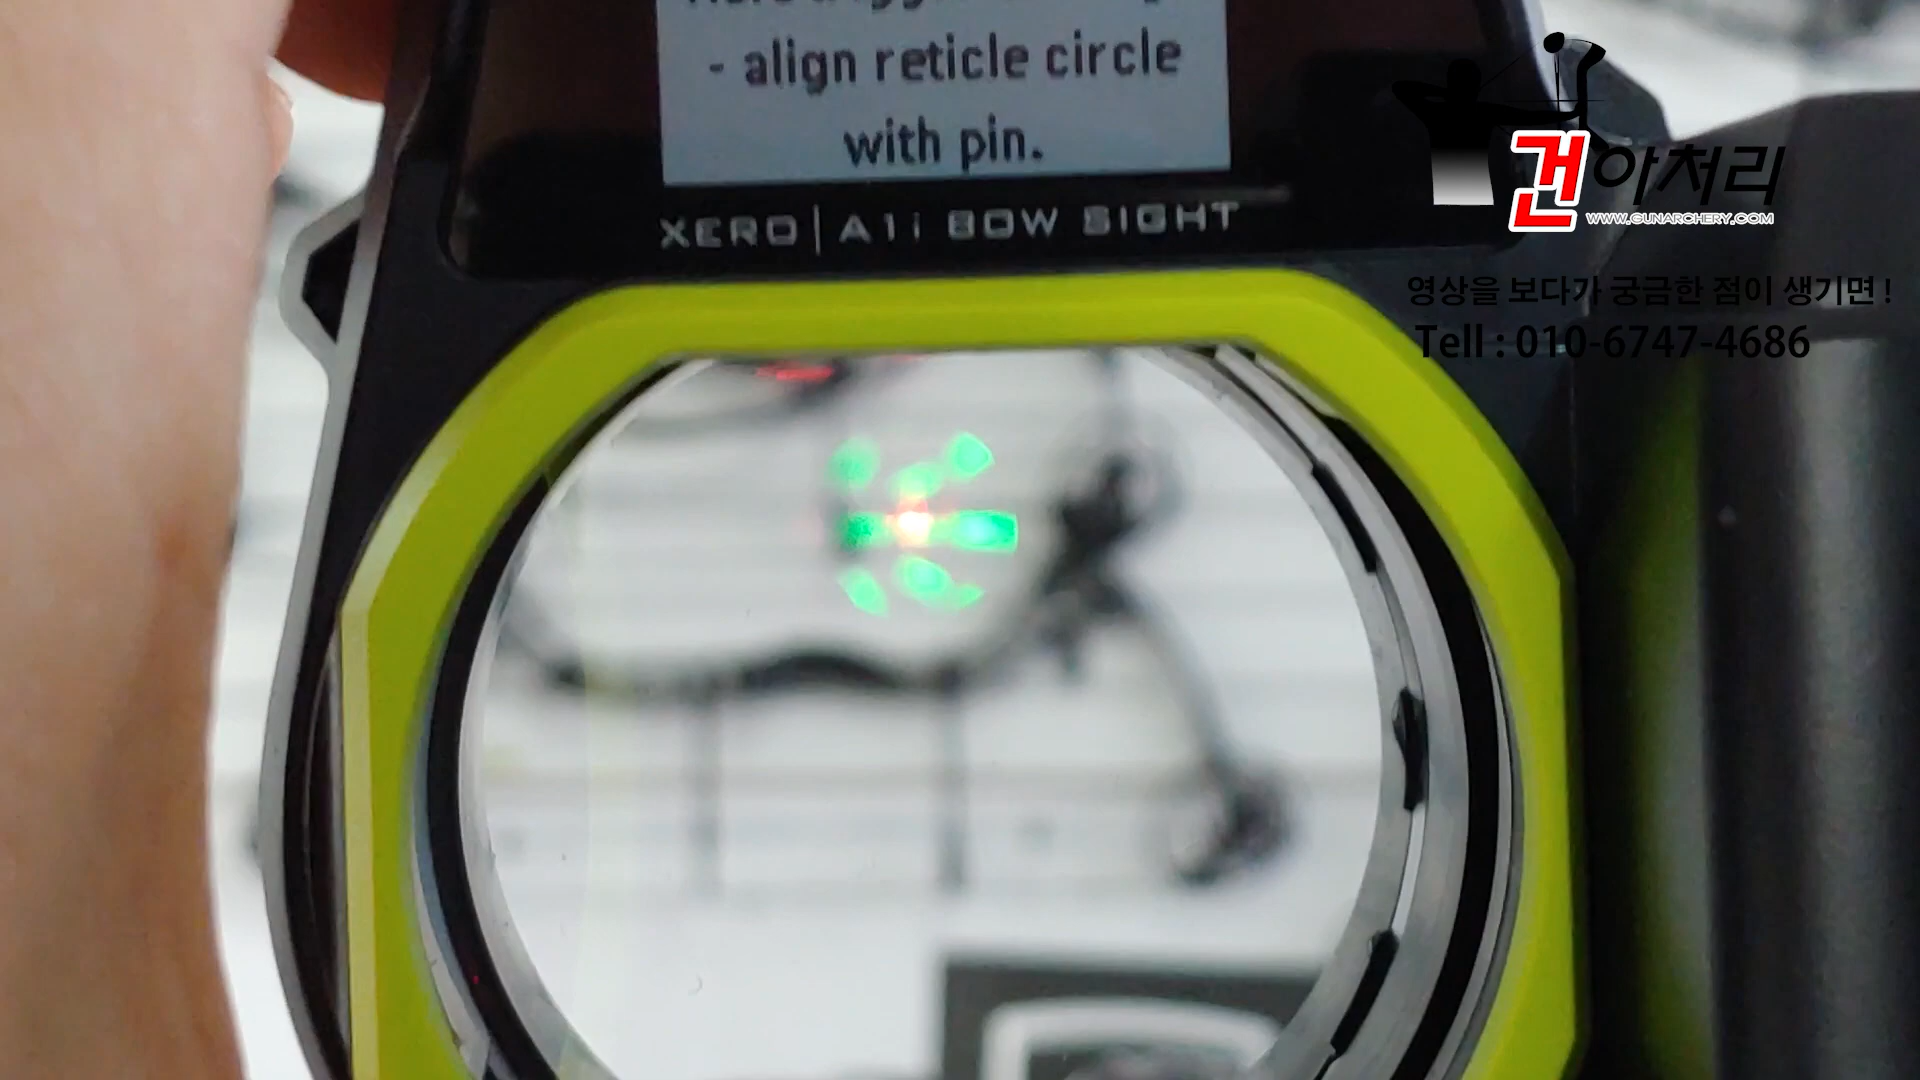 - align reticle circle
with pin.
XERO | A1i BOW SIGHT
건아처리
WWW.GUNARCHERY.COM
영상을 보다가 궁금한 점이 생기면 !
Tell : 010-6747-4686